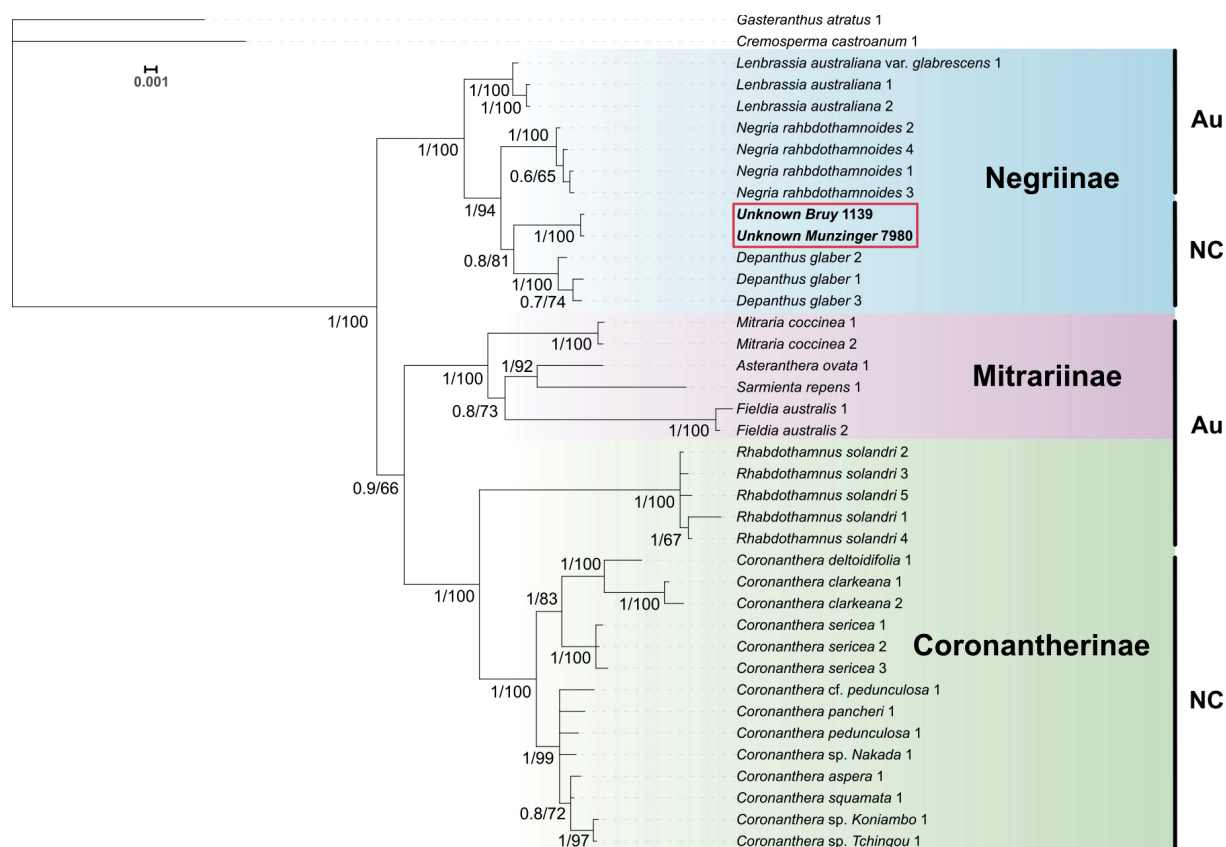 Gasteranthus atratus 1
Cremosperma castroanum 1
0.001
Lenbrassia australiana var. glabrescens 1
1/100
Lenbrassia australiana 1
1/100
Lenbrassia australiana 2
Au
1/100
Negria rahbdothamnoides 2
1/100
Negria rahbdothamnoides 4
0.6/65
Negria rahbdothamnoides 1
Negriinae
Negria rahbdothamnoides 3
1/94
Unknown Bruy 1139
1/100
Unknown Munzinger 7980
NC
0.8/81
Depanthus glaber 2
1/100
Depanthus glaber 1
0.7/74
Depanthus glaber 3
1/100
Mitraria coccinea 1
1/100
Mitraria coccinea 2
1/92
Asteranthera ovata 1
1/100
Mitrariinae
Sarmienta repens 1
0.8/73
Fieldia australis 1
1/100
Fieldia australis 2
Au
Rhabdothamnus solandri 2
Rhabdothamnus solandri 3
0.9/66
Rhabdothamnus solandri 5
1/100
Rhabdothamnus solandri 1
1/67
Rhabdothamnus solandri 4
1/100
Coronanthera deltoidifolia 1
Coronanthera clarkeana 1
1/100
1/83
1/100
Coronanthera clarkeana 2
Coronanthera sericea 1
Coronanthera sericea 2
Coronantherinae
1/100
Coronanthera sericea 3
1/100
Coronanthera cf. pedunculosa 1
NC
Coronanthera pancheri 1
Coronanthera pedunculosa 1
1/99
Coronanthera sp. Nakada 1
Coronanthera aspera 1
0.8/72
Coronanthera squamata 1
Coronanthera sp. Koniambo 1
1/97
Coronanthera sp. Tchingou 1